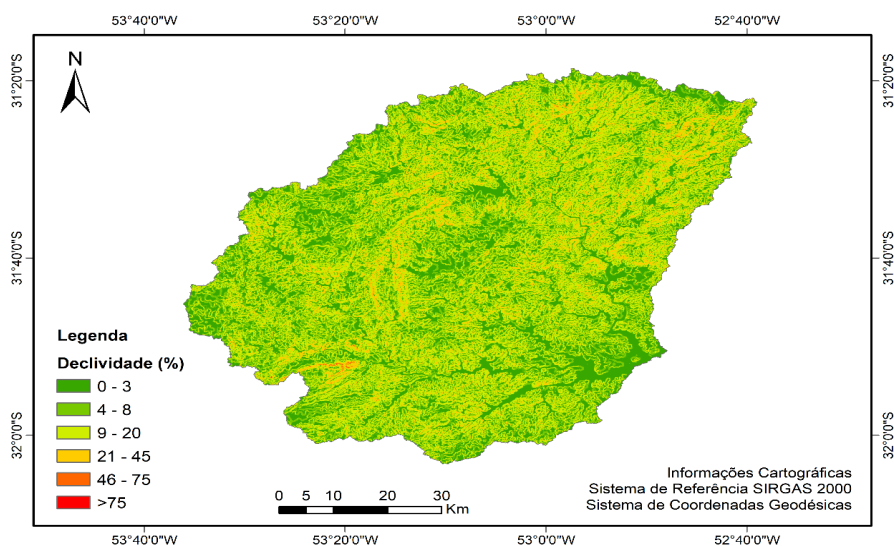 53°40'0"W 53°20'0"W 53°0'0"W 52°40'0"W
N
31°20'0"S 31°20'0"S
31°40'0"S 31°40'0"S
32°0'0"S 32°0'0"S
Legenda
Declividade (%)
0 - 3
4 - 8
9 - 20
21 - 45
46 - 75
>75
0 5 10 20 30
Km
Informações Cartográficas
Sistema de Referência SIRGAS 2000
Sistema de Coordenadas Geodésicas
53°40'0"W 53°20'0"W 53°0'0"W 52°40'0"W